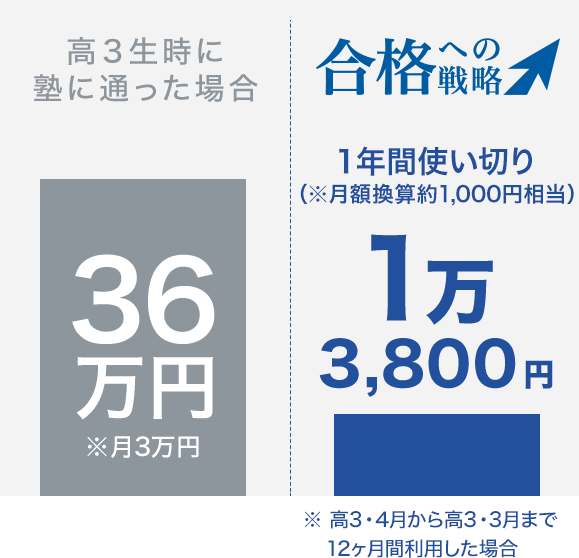 高３生時に
塾に通った場合
36
万円
※月3万円
合格への
戦略
1年間使い切り
（※月額換算約1,000円相当）
1万
3,800円
※ 高3・4月から高3・3月まで
12ヶ月間利用した場合